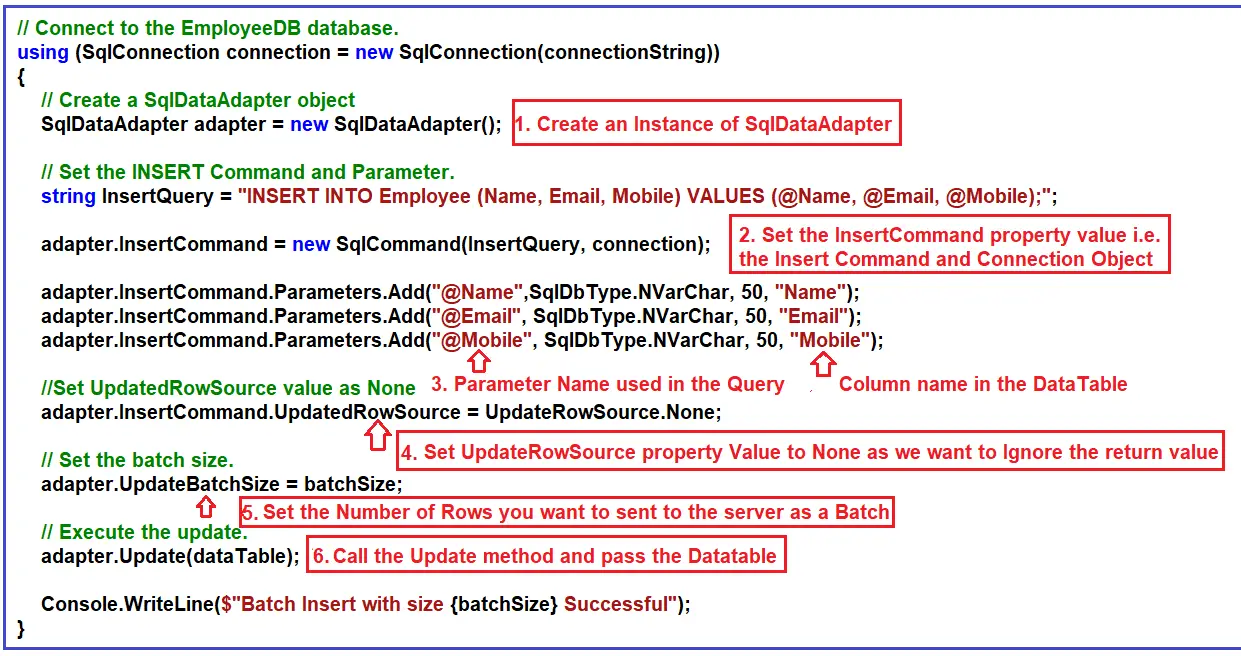 // Connect to the EmployeeDB database.
using (SqlConnection connection = new SqlConnection(connectionString))
{
// Create a SqlDataAdapter object
SqlDataAdapter adapter = new SqlDataAdapter();
1. Create an Instance of SqlDataAdapter
// Set the INSERT Command and Parameter.
string InsertQuery = "INSERT INTO Employee (Name, Email, Mobile) VALUES (@Name, @Email, @Mobile);";
adapter.InsertCommand = new SqlCommand(InsertQuery, connection);
2. Set the InsertCommand property value i.e.
the Insert Command and Connection Object
adapter.InsertCommand.Parameters.Add("@Name",SqlDbType.NVarChar, 50, "Name");
adapter.InsertCommand.Parameters.Add("@Email", SqlDbType.NVarChar, 50, "Email");
adapter.InsertCommand.Parameters.Add("@Mobile", SqlDbType.NVarChar, 50, "Mobile");
3. Parameter Name used in the Query
Column name in the DataTable
//Set UpdatedRowSource value as None
adapter.InsertCommand.UpdatedRowSource = UpdateRowSource.None;
4. Set UpdateRowSource property Value to None as we want to Ignore the return value
// Set the batch size.
adapter.UpdateBatchSize = batchSize;
5. Set the Number of Rows you want to sent to the server as a Batch
// Execute the update.
adapter.Update(dataTable);
6. Call the Update method and pass the Datatable
Console.WriteLine($"Batch Insert with size {batchSize} Successful");
}